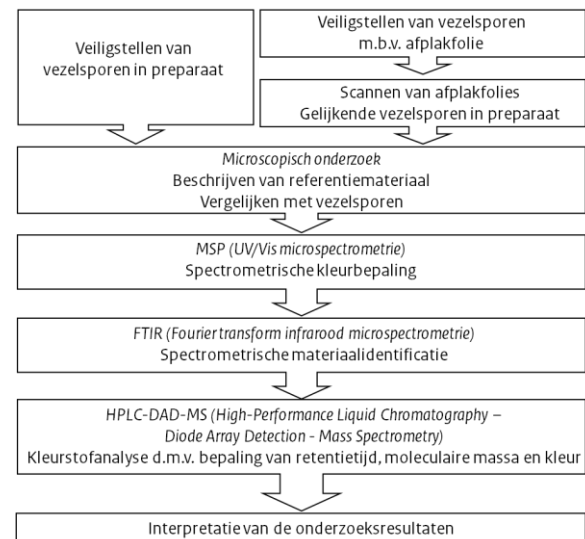 Veiligstellen van
vezelsporen in preparaat
Veiligstellen van vezelsporen
m.b.v. afplakfolie
Scannen van afplakfolies
Gelijkende vezelsporen in preparaat
Microscopisch onderzoek
Beschrijven van referentiemateriaal
Vergelijken met vezelsporen
MSP (UV/Vis microspectrometrie)
Spectrometrische kleurbepaling
FTIR (Fourier transform infrarood microspectrometrie)
Spectrometrische materiaalidentificatie
HPLC-DAD-MS (High-Performance Liquid Chromatography –
Diode Array Detection - Mass Spectrometry)
Kleurstofanalyse d.m.v. bepaling van retentietijd, moleculaire massa en kleur
Interpretatie van de onderzoeksresultaten